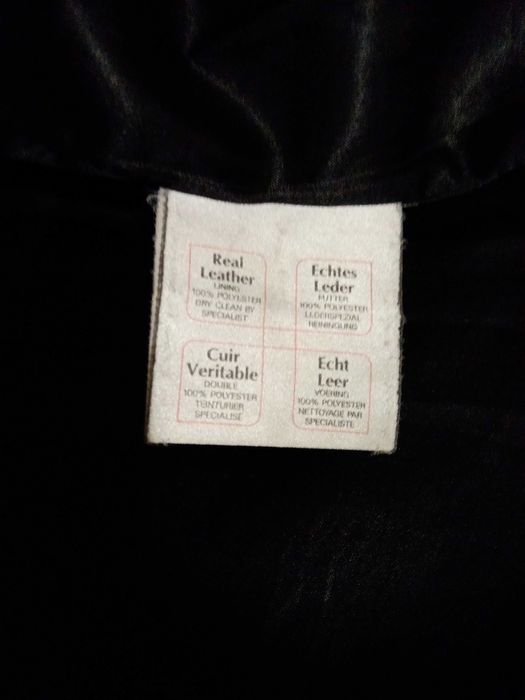 Real
Leather
LINING
100% POLYESTER
DRY CLEAN BY
SPECIALIST
Echtes
Leder
FUTTER
100% POLYESTER
LEDERSPEZIAL
REINIGUNG
Cuir
Veritable
DOUBLE
100% POLYESTER
TEINTURIER
SPECIALISE
Echt
Leer
VOERING
100% POLYESTER
NETTOYAGE PAR
SPECIALISTE